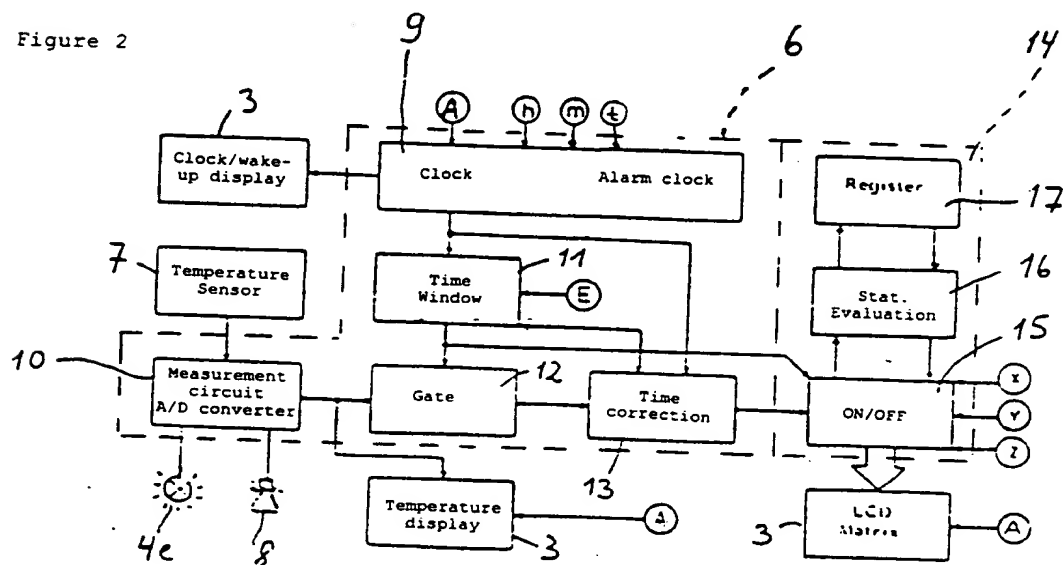 Figure 2
9
6
14
3
A
h
m
t
Clock/wake-
up display
Clock
Alarm clock
Register
17
7
Temperature
Sensor
11
Time
Window
E
16
Stat.
Evaluation
15
10
Measurement
circuit
A/D converter
12
Gate
Time
correction
ON/OFF
X
Y
Z
13
4e
8
Temperature
display
3
LCD
Matrix
3
A